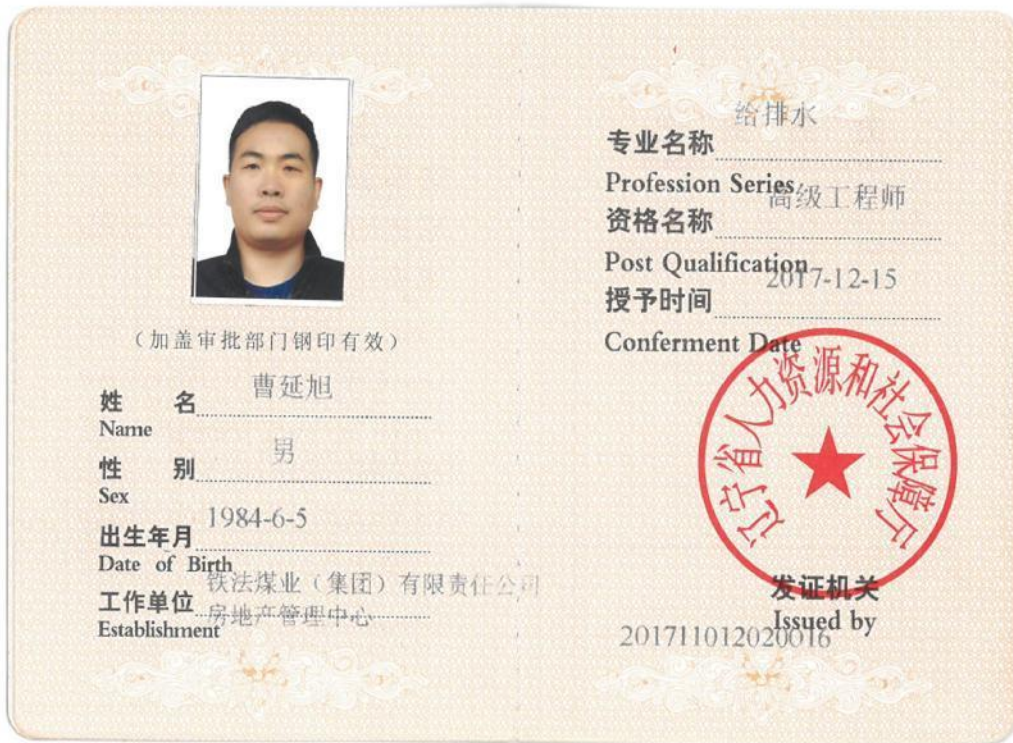 (加盖审批部门钢印有效)
姓 名 曹延旭
Name
性 别 男
Sex
出生年月 1984-6-5
Date of Birth
工作单位 铁法煤业(集团)有限责任公司
房地产管理中心
Establishment
专业名称 给排水
Profession Series
资格名称 高级工程师
Post Qualification
授予时间 2017-12-15
Conferment Date
辽宁省人力资源和社会保障厅
发证机关
Issued by
201711012020016